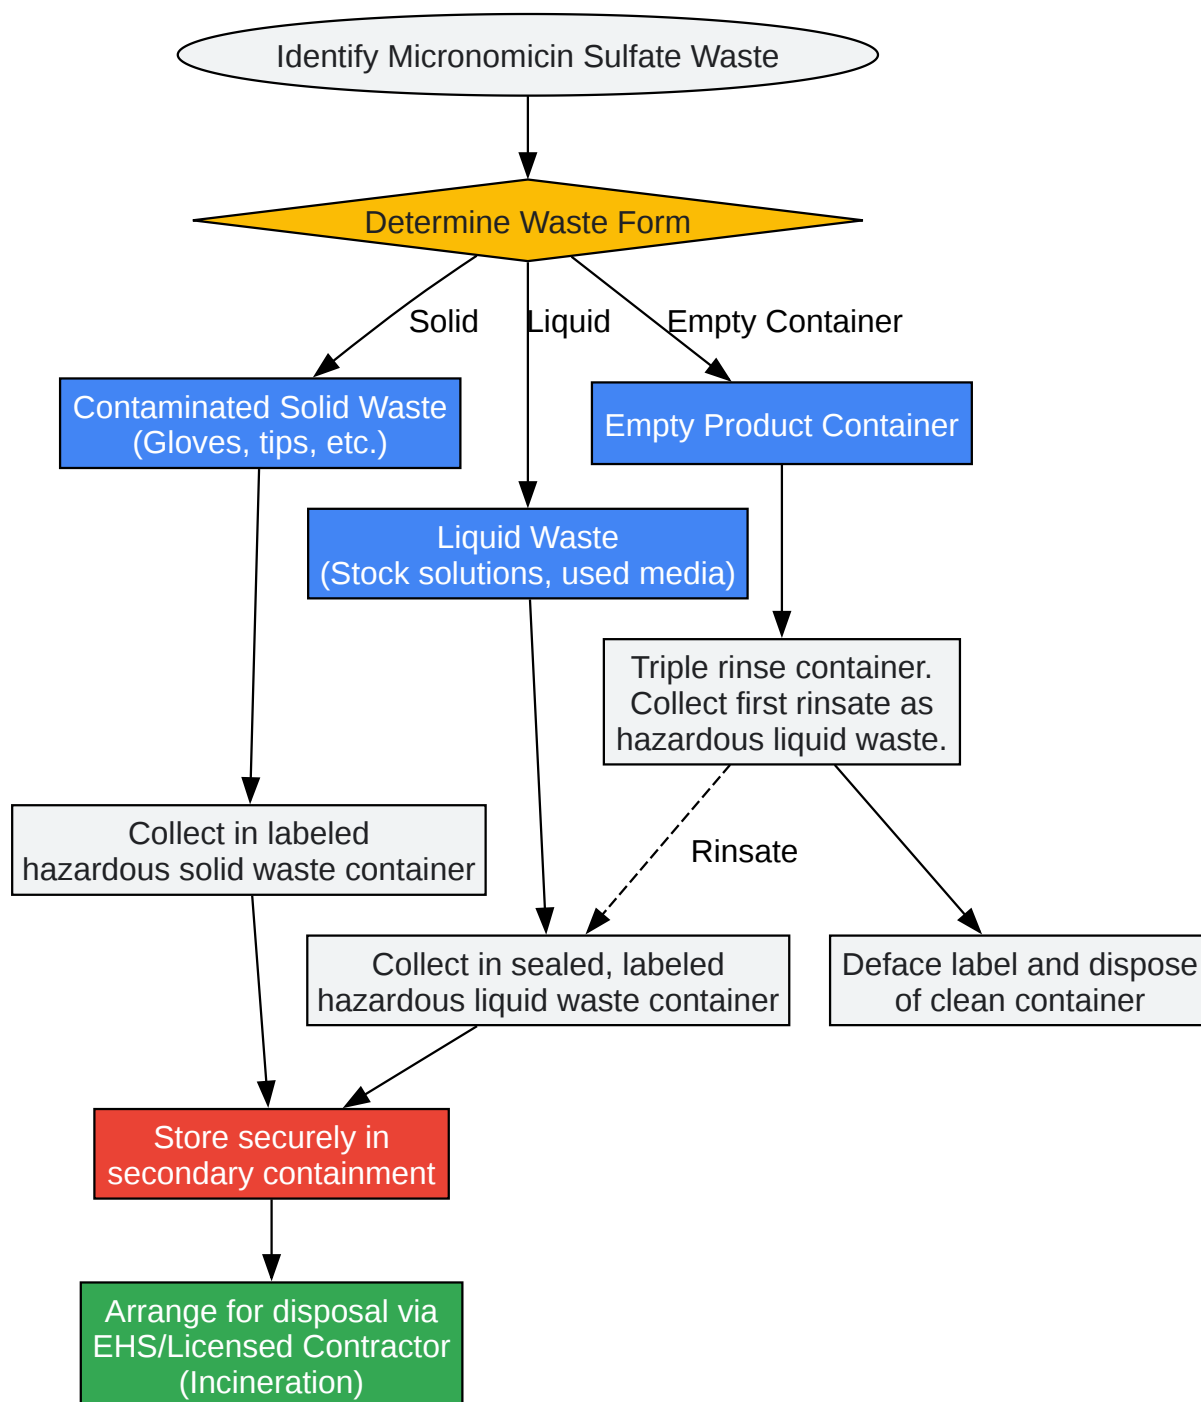 Identify Micronomicin Sulfate Waste
Determine Waste Form
Solid
Liquid
Empty Container
Contaminated Solid Waste
(Gloves, tips, etc.)
Empty Product Container
Liquid Waste
(Stock solutions, used media)
Triple rinse container.
Collect first rinsate as
hazardous liquid waste.
Collect in labeled
hazardous solid waste container
Rinsate
Collect in sealed, labeled
hazardous liquid waste container
Deface label and dispose
of clean container
Store securely in
secondary containment
Arrange for disposal via
EHS/Licensed Contractor
(Incineration)